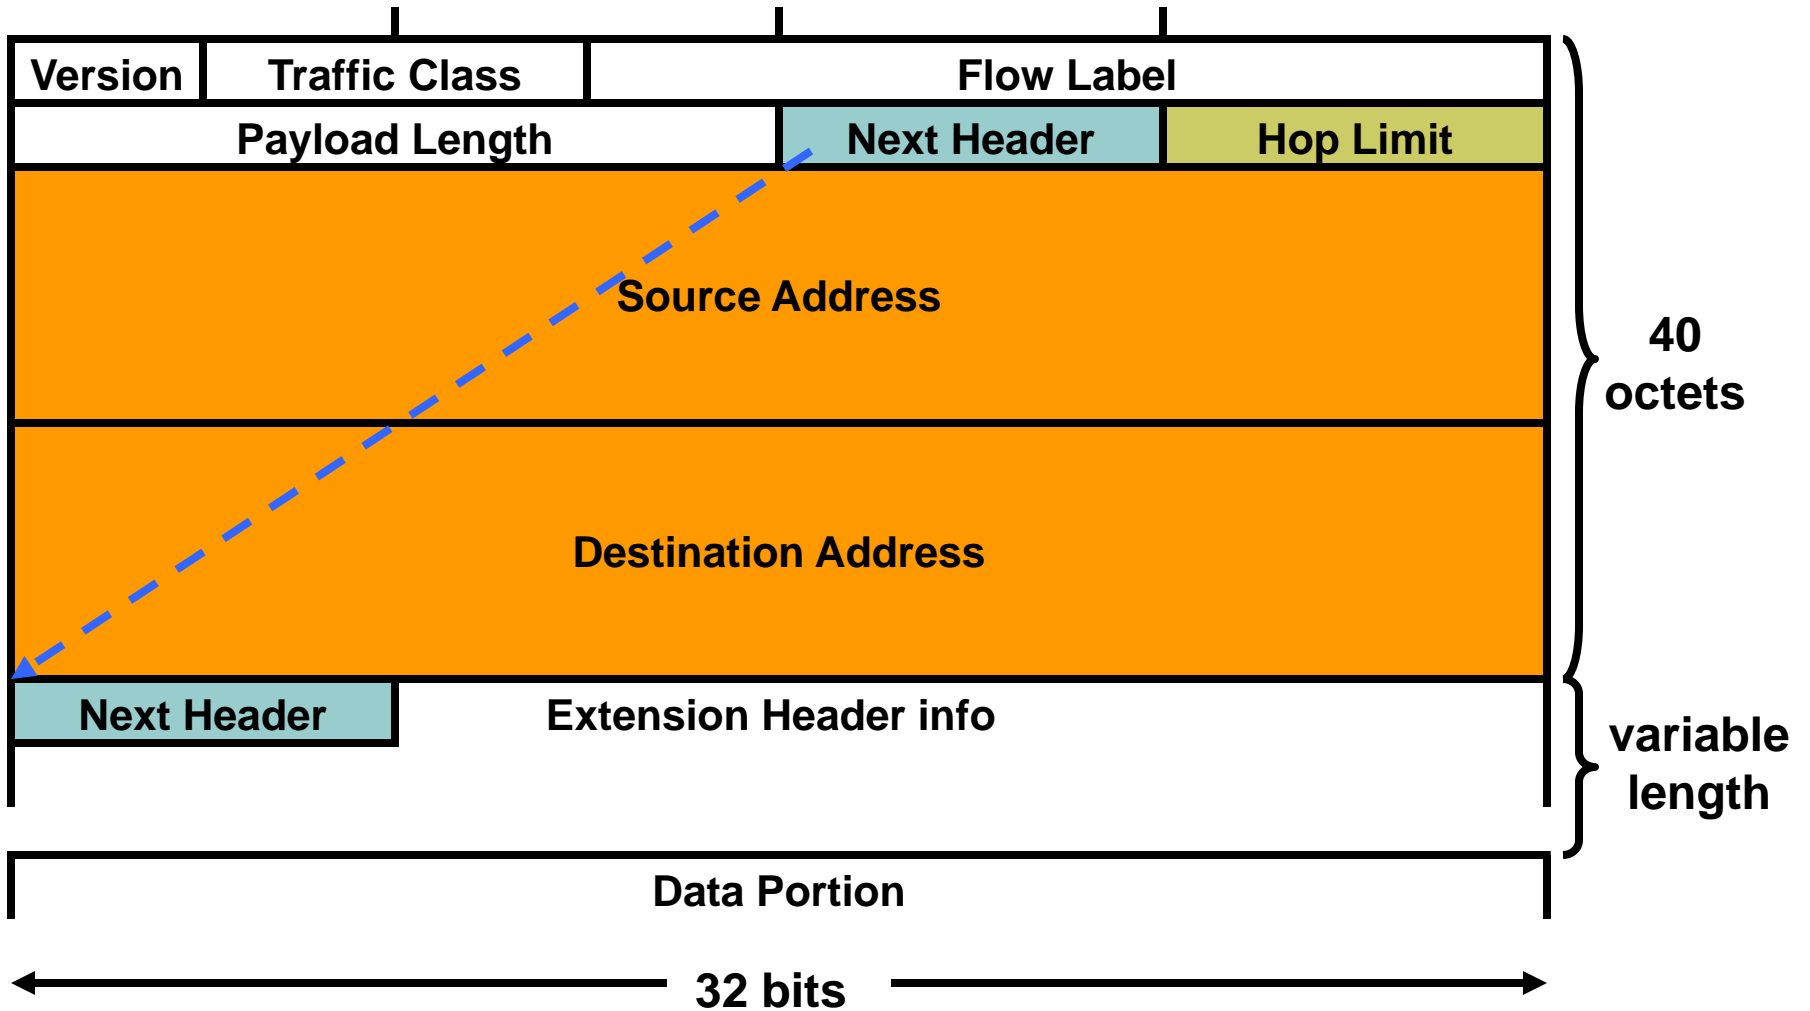 Version Traffic Class Flow Label
Payload Length Next Header Hop Limit
Source Address
40
octets
Destination Address
Next Header Extension Header info
variable
length
Data Portion
32 bits